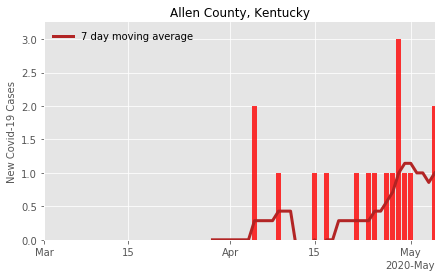 Allen County, Kentucky
7 day moving average
New Covid-19 Cases
3.0
2.5
2.0
1.5
1.0
0.5
0.0
Mar 15 Apr 15 May
2020-May